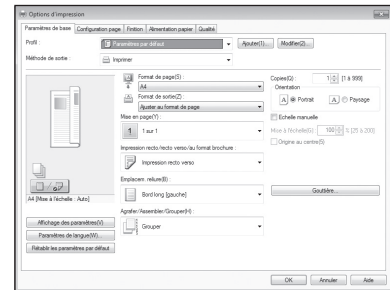 Options d'impression
Paramètres de base
Configuration page
Finition
Alimentation papier
Qualité
Profil :
Paramètres par défaut
Ajouter(1)...
Modifier(2)...
Méthode de sortie :
Imprimer
Format de page(S) :
A4
Format de sortie(Z) :
Ajuster au format de page
Mise en page(Y) :
1
1 sur 1
Impression recto/recto verso/au format brochure :
Impression recto verso
Emplacem. reliure(B) :
Bord long [gauche]
Agrafer/Assembler/Grouper(H) :
Grouper
Copies(Q) :
1
[1 à 999]
Orientation
A
Portrait
A
Paysage
Echelle manuelle
Mise à l'échelle(G) :
100
% [25 à 200]
Origine au centre(5)
Gouttière...
A4 [Mise à l'échelle : Auto]
Affichage des paramètres(V)
Paramètres de langue(W)...
Rétablir les paramètres par défaut
OK
Annuler
Aide